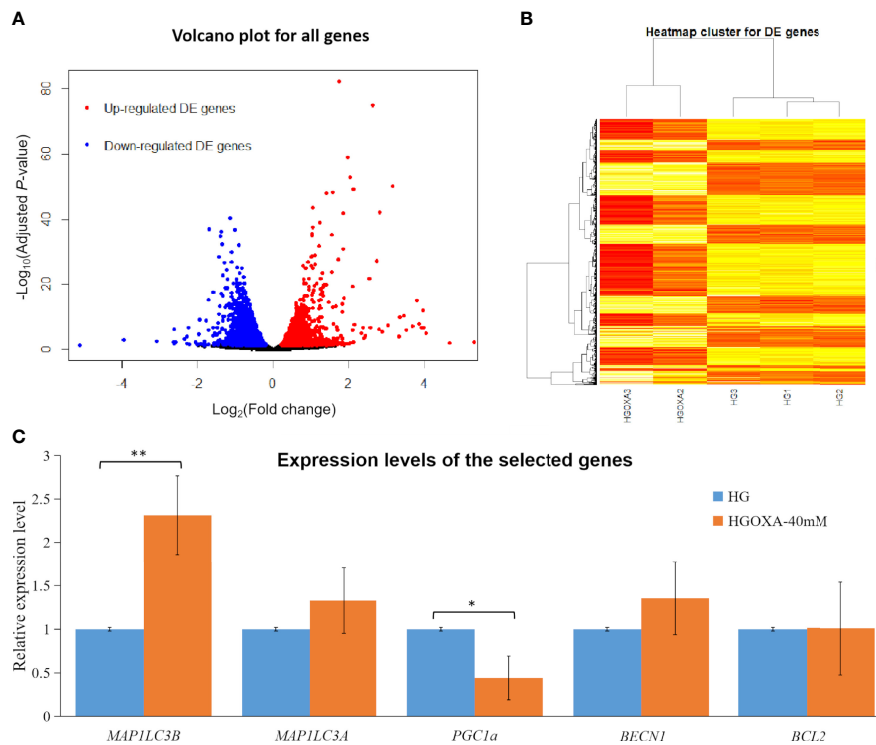 A
Volcano plot for all genes
-Log10(Adjusted P-value)
80
60
40
20
0
Up-regulated DE genes
Down-regulated DE genes
-4
-2
0
2
4
Log2(Fold change)
B
Heatmap cluster for DE genes
HGOXA3
HGOXA2
HG3
HG1
HG2
C
Expression levels of the selected genes
Relative expression level
3
2.5
2
1.5
1
0.5
0
**
*
HG
HGOXA-40mM
MAP1LC3B
MAP1LC3A
PGC1a
BECN1
BCL2